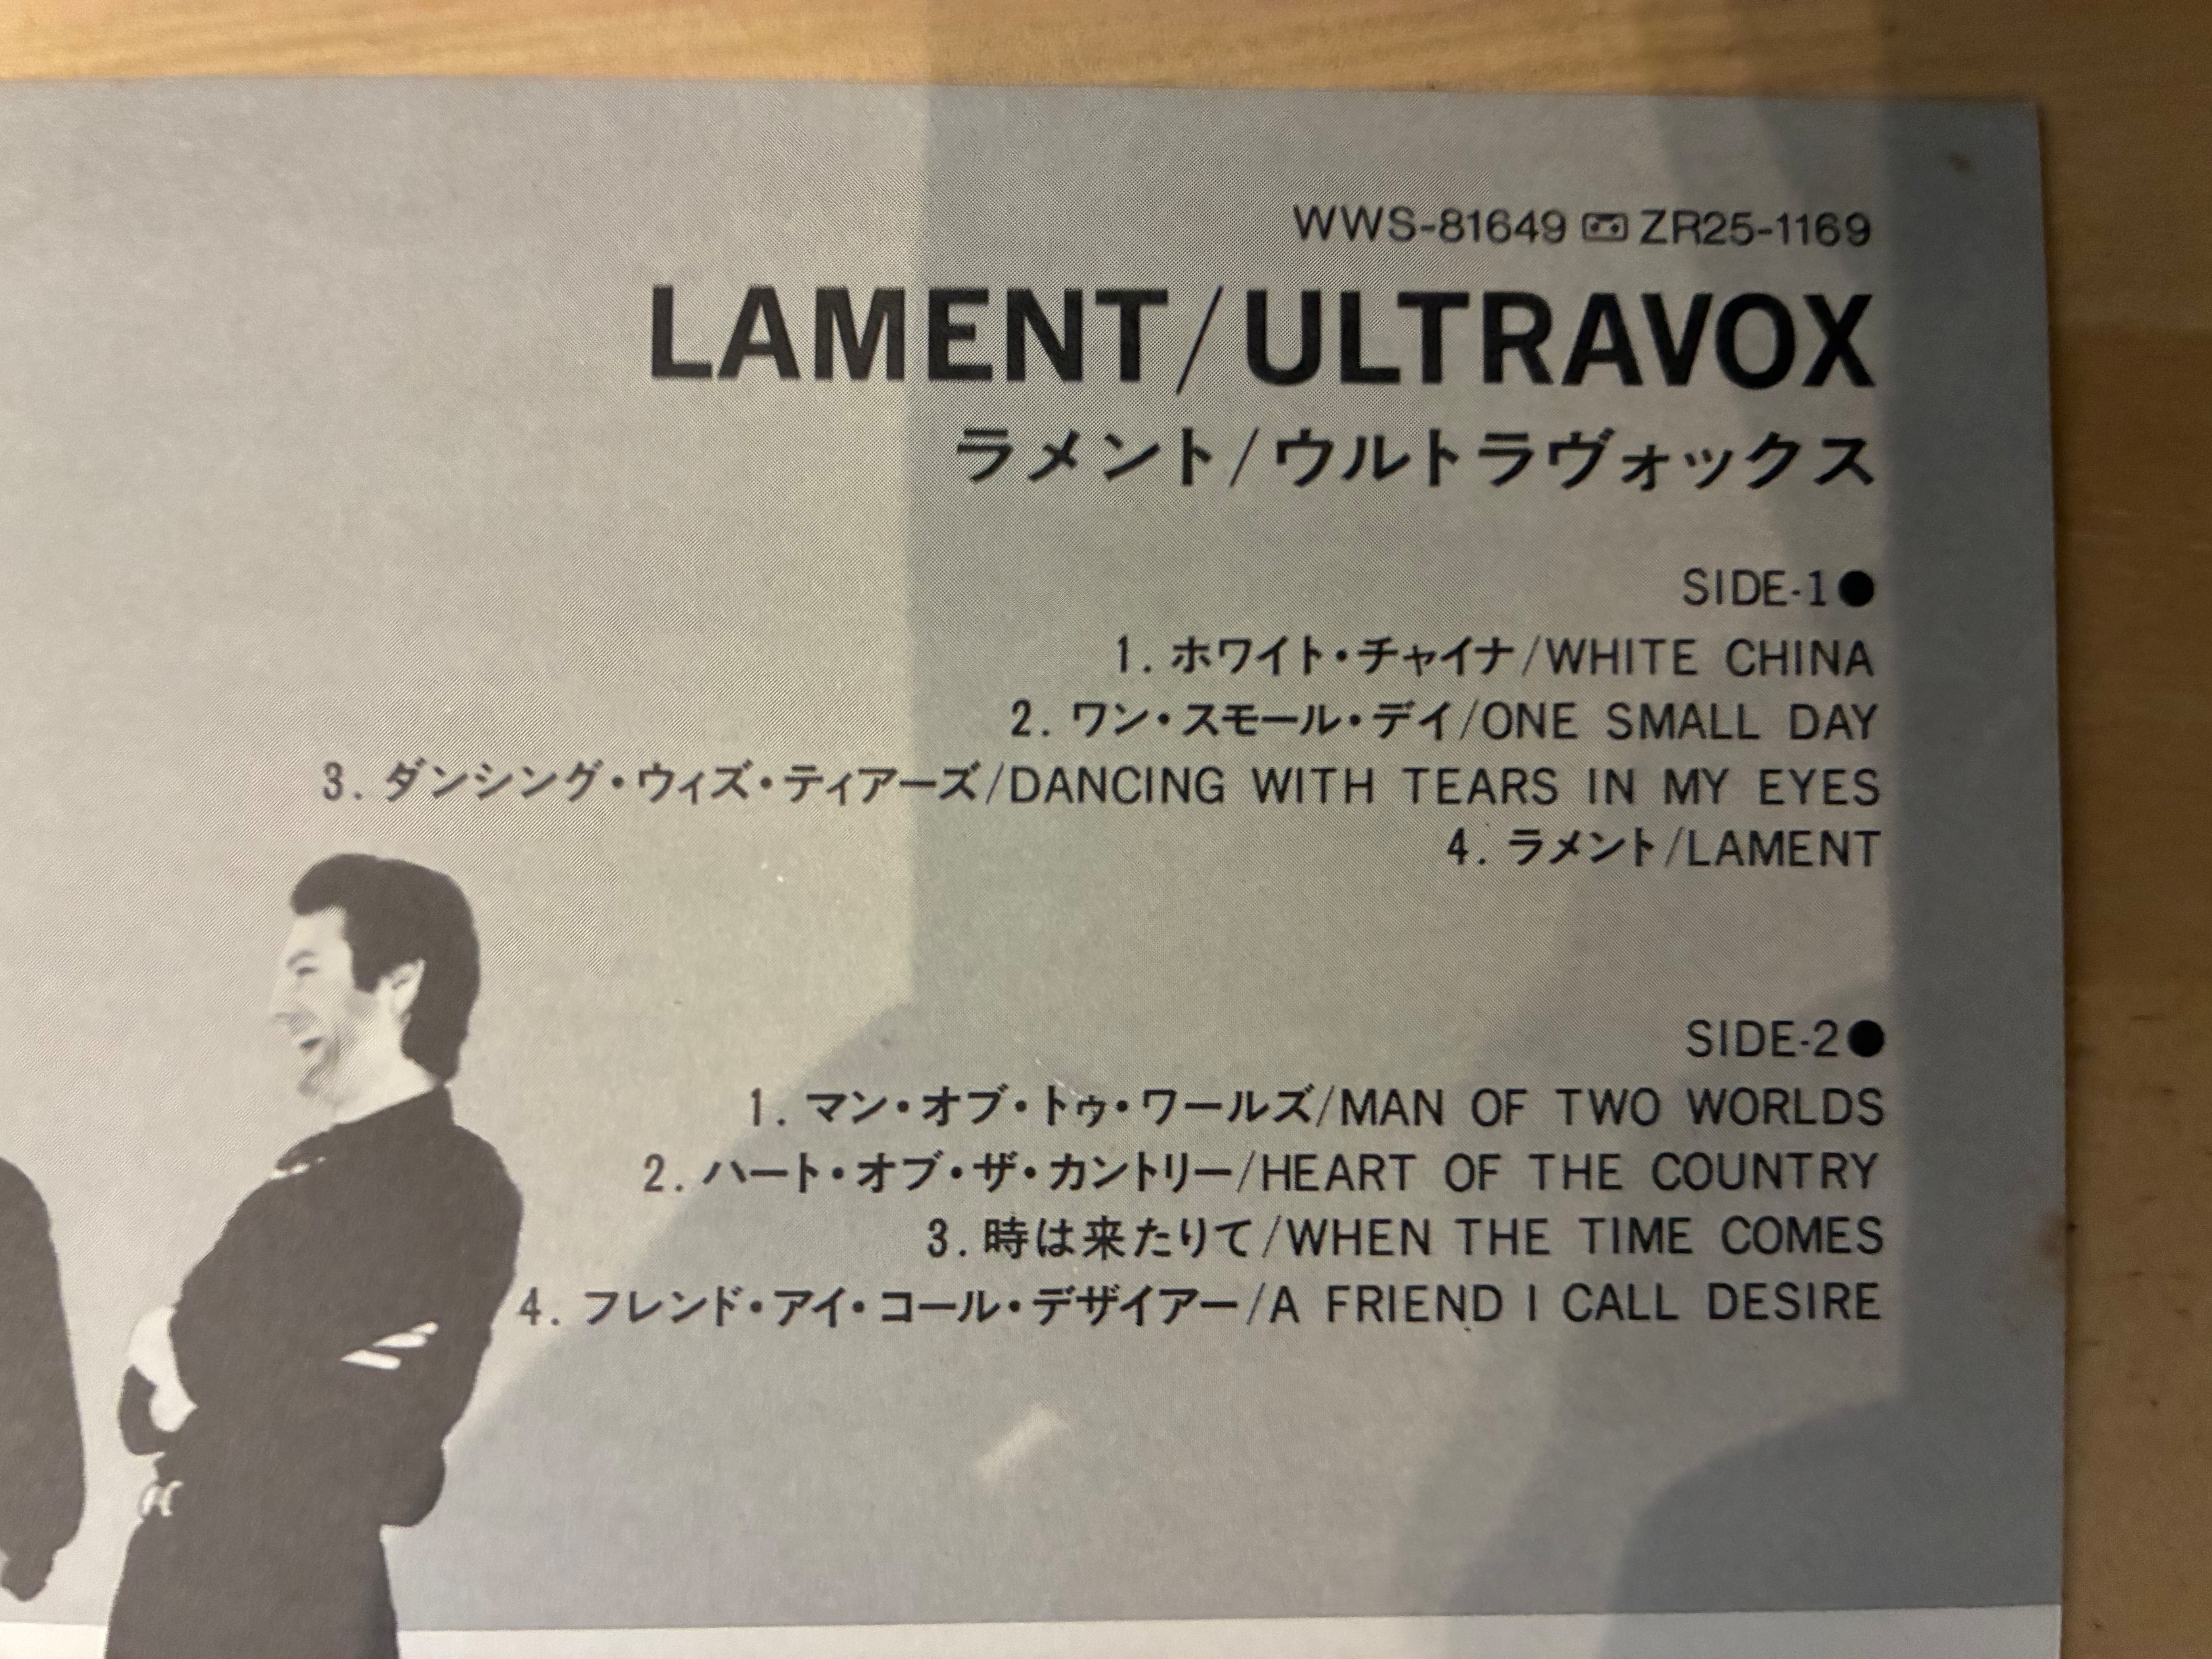 WWS-81649 ZR25-1169
LAMENT/ULTRAVOX
ラメント/ウルトラヴォックス
SIDE-1●
1. ホワイト・チャイナ/WHITE CHINA
2. ワン・スモール・デイ/ONE SMALL DAY
3. ダンシング・ウィズ・ティアーズ/DANCING WITH TEARS IN MY EYES
4. ラメント/LAMENT
SIDE-2●
1. マン・オブ・トゥ・ワールズ/MAN OF TWO WORLDS
2. ハート・オブ・ザ・カントリー/HEART OF THE COUNTRY
3. 時は来たりて/WHEN THE TIME COMES
4. フレンド・アイ・コール・デザイアー/A FRIEND I CALL DESIRE